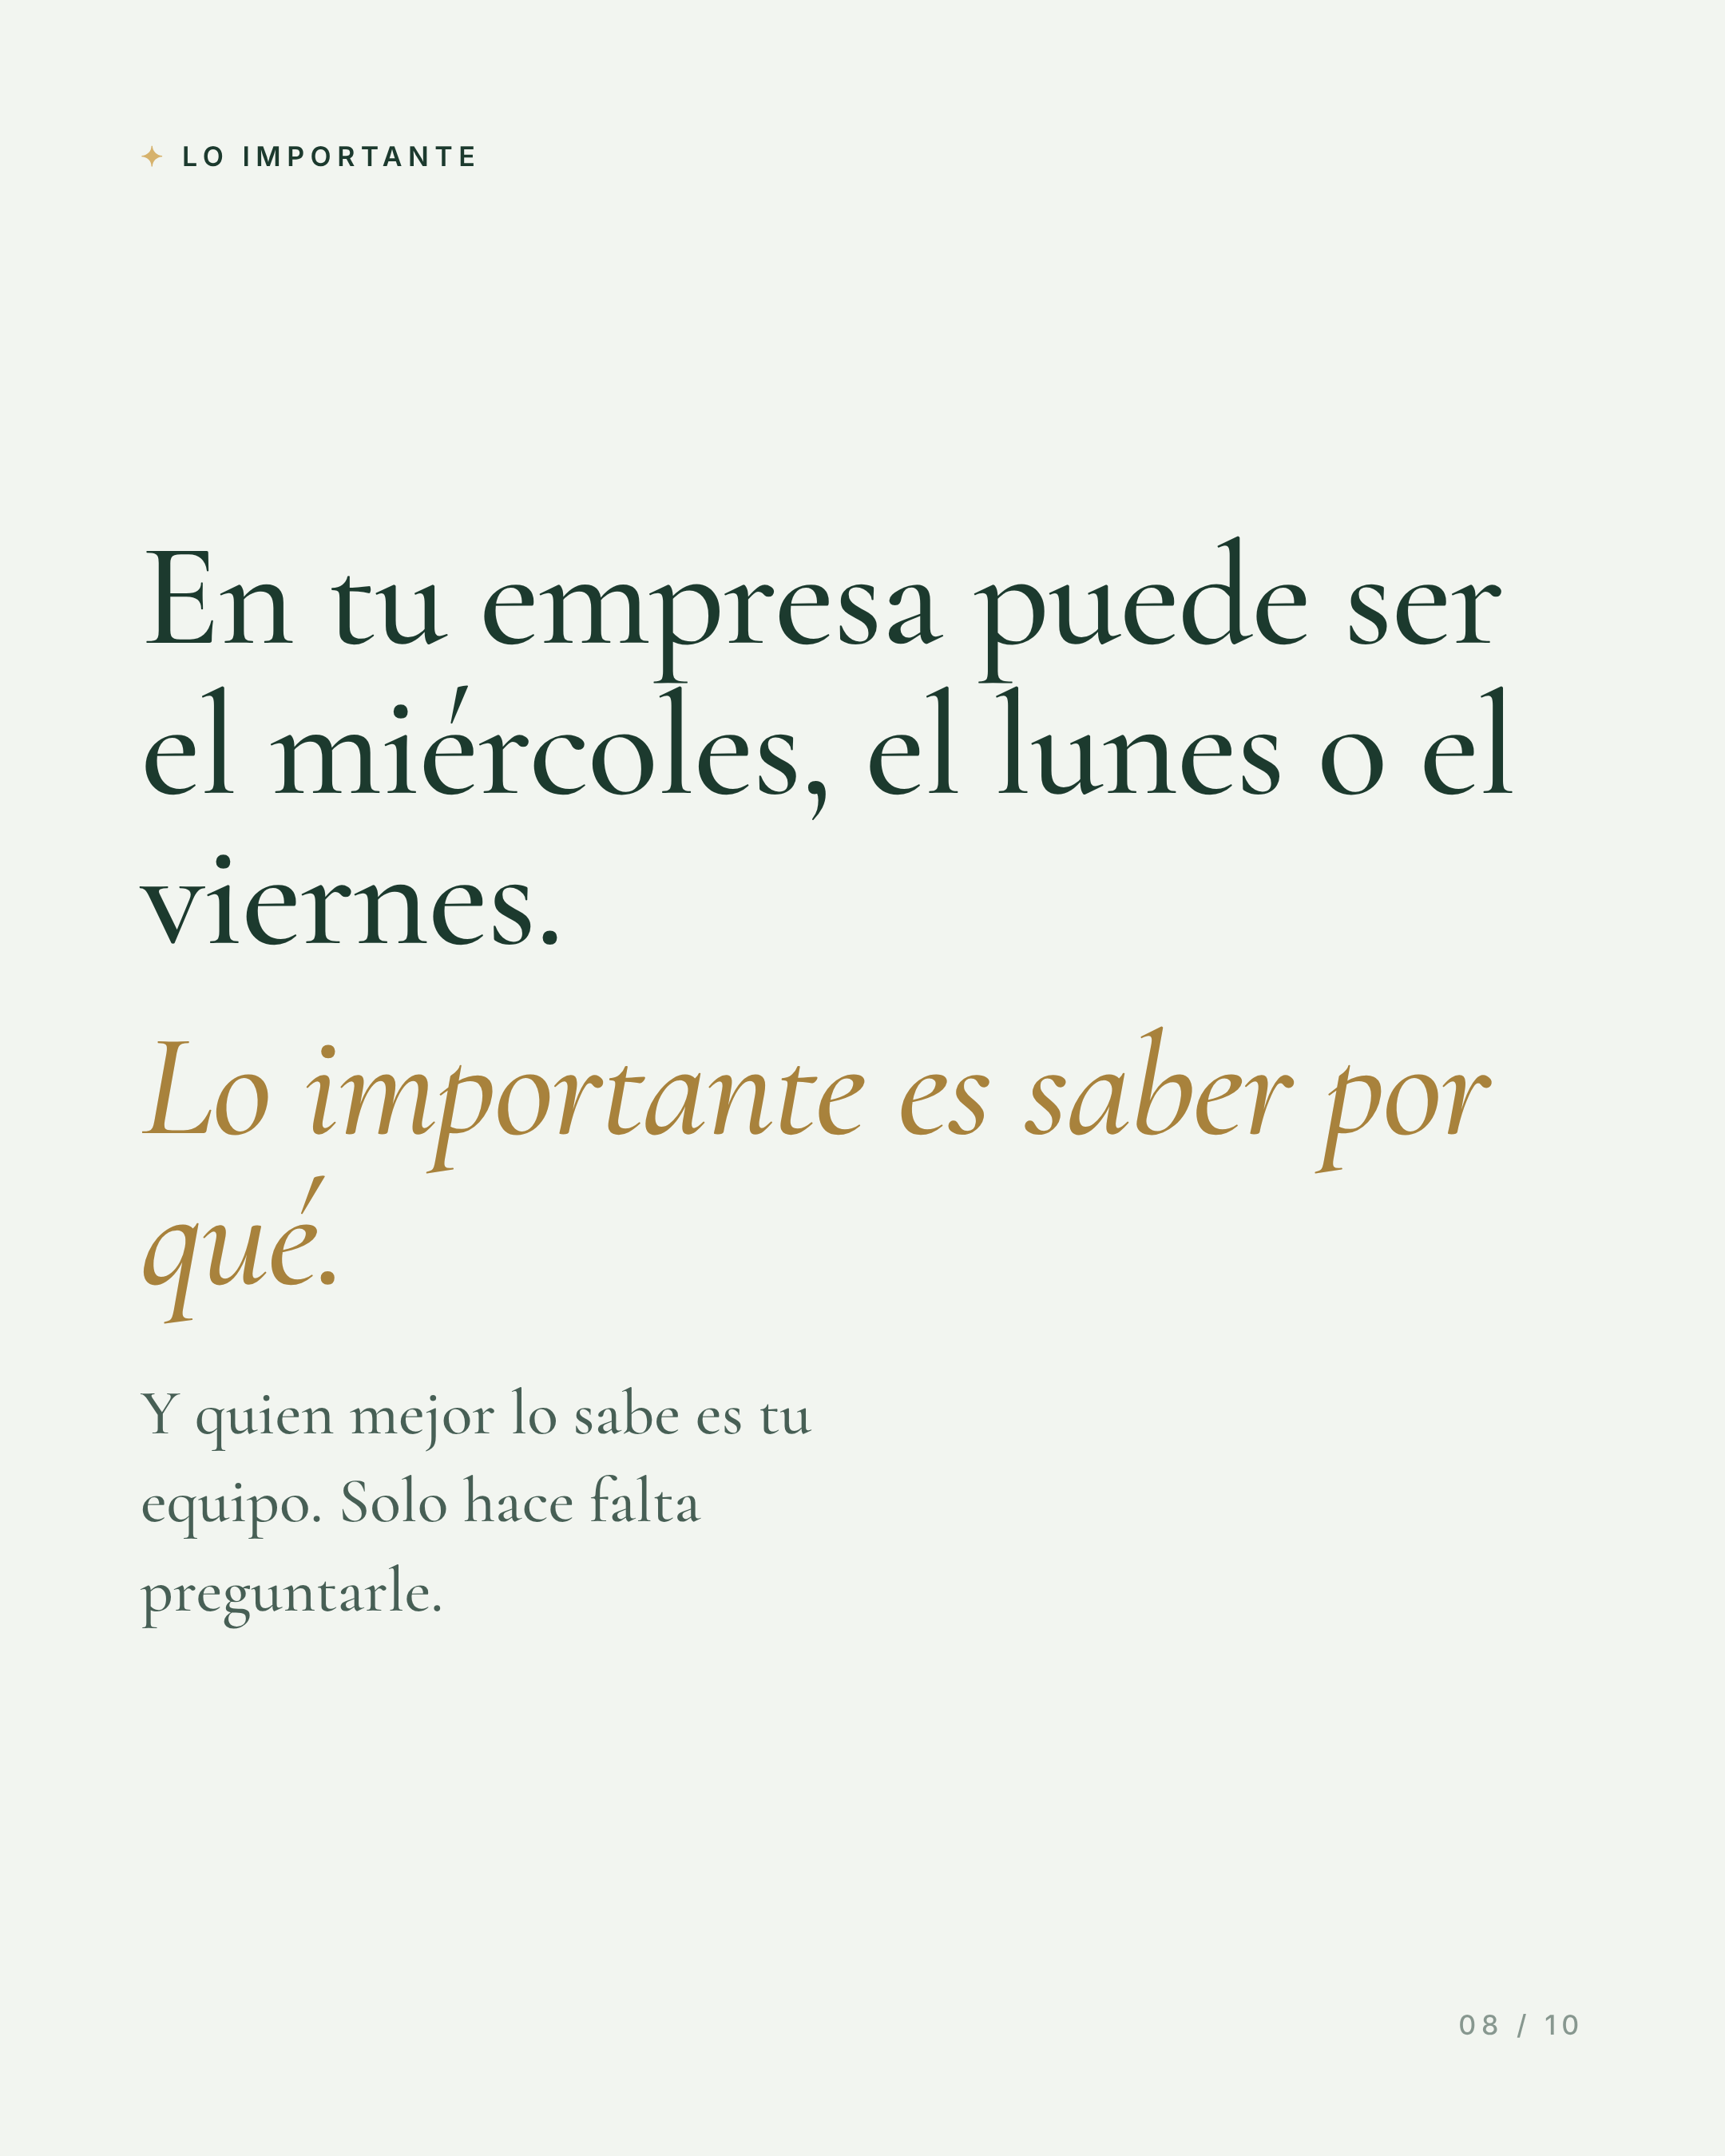 LO IMPORTANTE
En tu empresa puede ser
el miércoles, el lunes o el
viernes.
Lo importante es saber por
qué.
Y quien mejor lo sabe es tu
equipo. Solo hace falta
preguntarle.
08 / 10